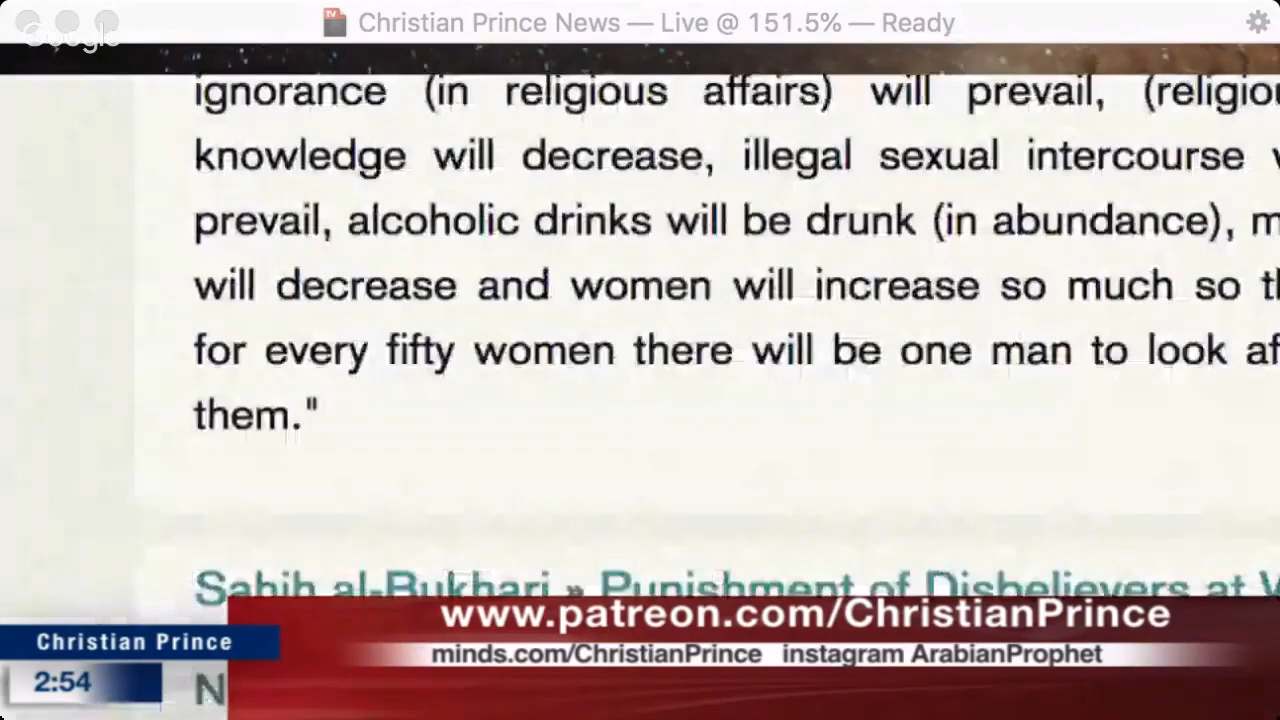 Christian Prince News — Live @ 151.5% — Ready
Google
ignorance (in religious affairs) will prevail, (religio
knowledge will decrease, illegal sexual intercourse
prevail, alcoholic drinks will be drunk (in abundance),
will decrease and women will increase so much so
for every fifty women there will be one man to look af
them."
Sahih al-Bukhari » Punishment of Disbelievers at
www.patreon.com/ChristianPrince
Christian Prince
minds.com/ChristianPrince instagram ArabianProphet
2:54
N